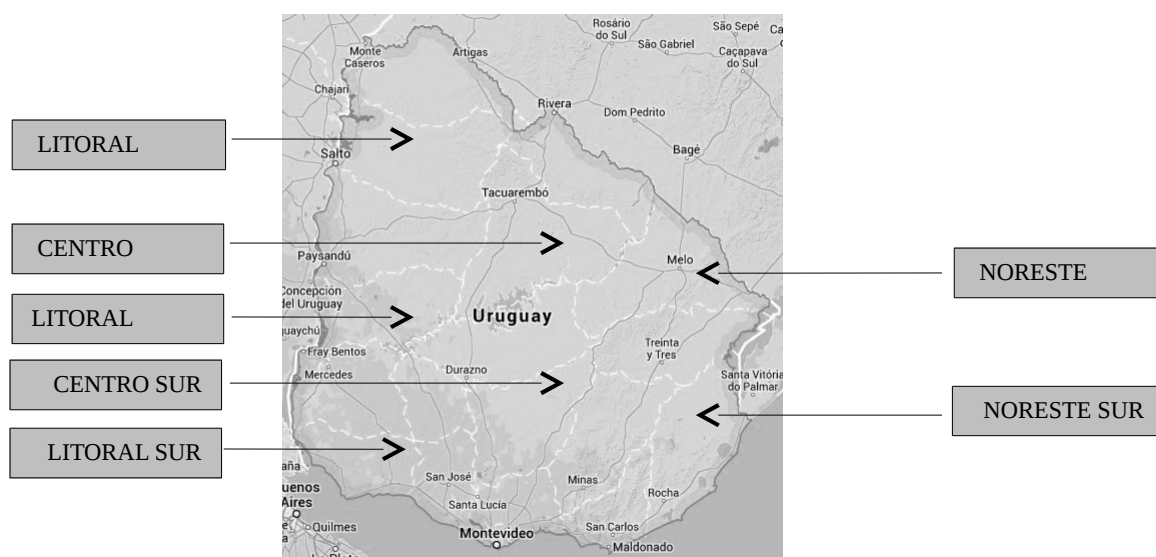 Rosário
do Sul
São Sepé
São Gabriel
Caçapava
do Sul
Monte
Caseros
Artigas
Chajarí
Rivera
Dom Pedrito
LITORAL
Salto
Bagé
Tacuarembó
CENTRO
Paysandú
Melo
NORESTE
Concepción
del Uruguay
LITORAL
Uruguay
Treinta
y Tres
Fray Bentos
Mercedes
Durazno
CENTRO SUR
Santa Vitória
do Palmar
NORESTE SUR
LITORAL SUR
San José
Minas
Santa Lucía
Rocha
Aires
Quilmes
Montevideo
San Carlos
Maldonado